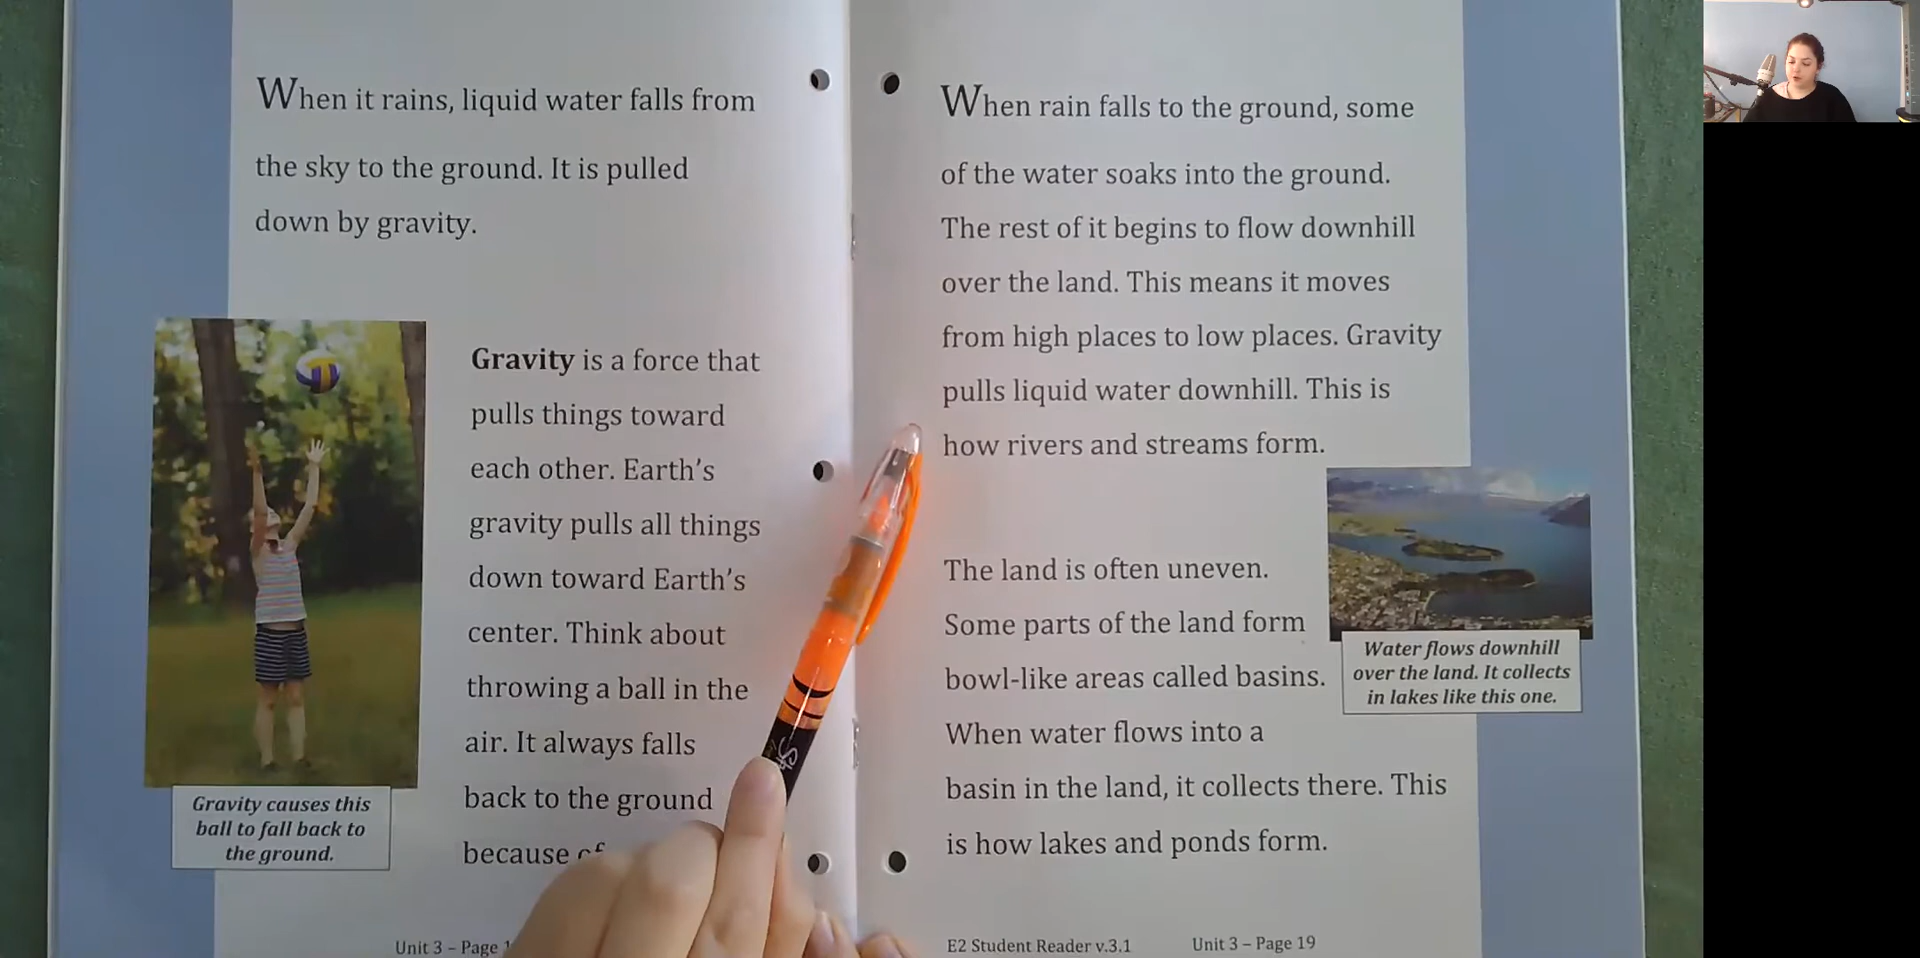 When it rains, liquid water falls from
the sky to the ground. It is pulled
down by gravity.
Gravity is a force that
pulls things toward
each other. Earth's
gravity pulls all things
down toward Earth's
center. Think about
throwing a ball in the
air. It always falls
back to the ground
because of
Gravity causes this
ball to fall back to
the ground.
Unit 3 – Page
When rain falls to the ground, some
of the water soaks into the ground.
The rest of it begins to flow downhill
over the land. This means it moves
from high places to low places. Gravity
pulls liquid water downhill. This is
how rivers and streams form.
The land is often uneven.
Some parts of the land form
bowl-like areas called basins.
When water flows into a
basin in the land, it collects there. This
is how lakes and ponds form.
Water flows downhill
over the land. It collects
in lakes like this one.
E2 Student Reader v.3.1 Unit 3 – Page 19